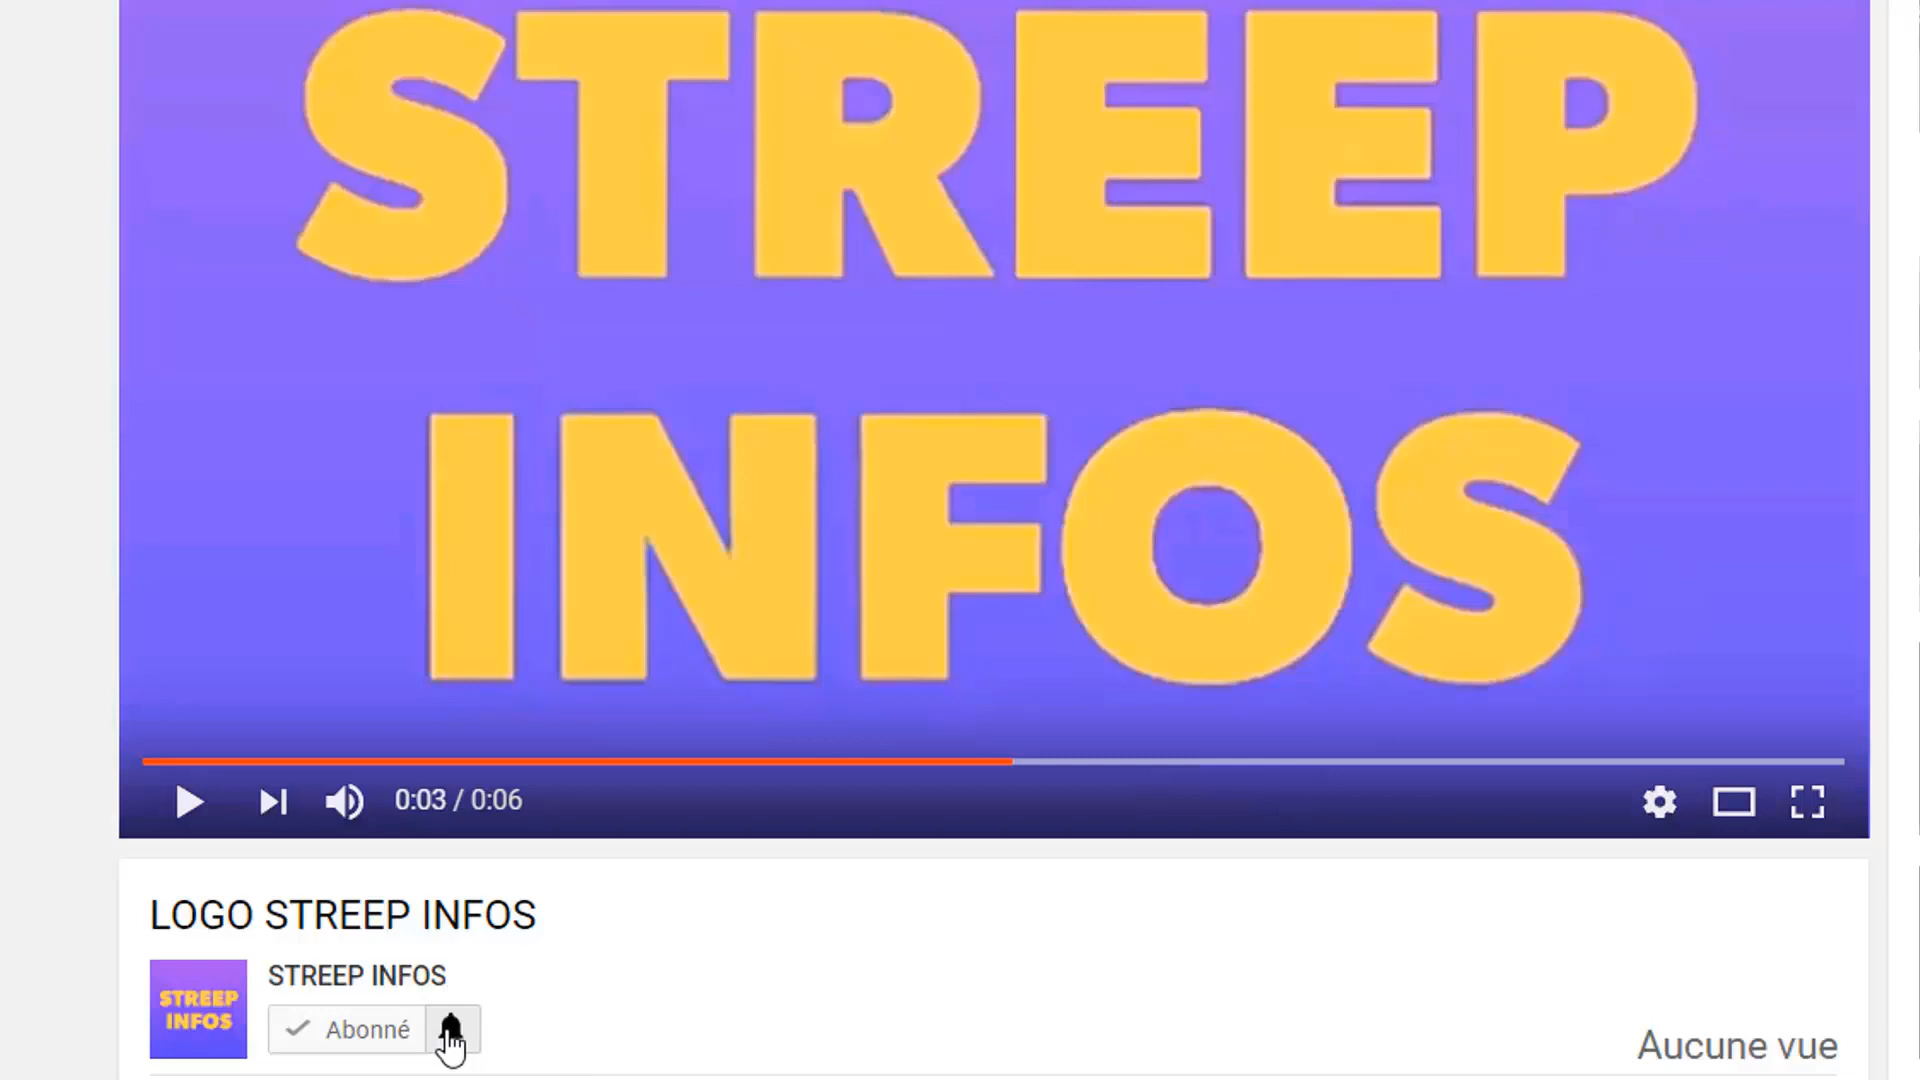 STREEP
INFOS
0:03 / 0:06
LOGO STREEP INFOS
STREEP INFOS
STREEP
INFOS
Abonné
Aucune vue